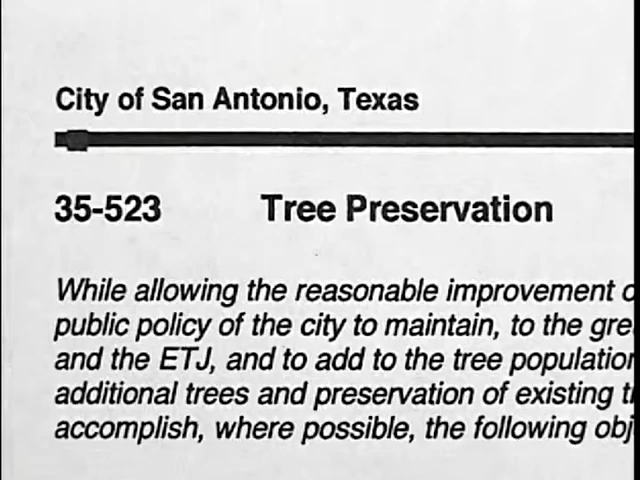 City of San Antonio, Texas
35-523 Tree Preservation
While allowing the reasonable improvement
public policy of the city to maintain, to the
and the ETJ, and to add to the tree population
additional trees and preservation of existing
accomplish, where possible, the following